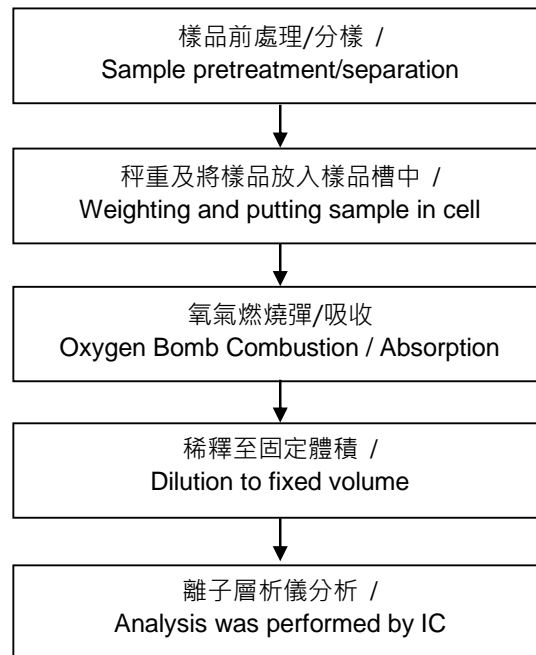 樣品前處理/分樣 /
Sample pretreatment/separation
秤重及將樣品放入樣品槽中 /
Weighting and putting sample in cell
氧氣燃燒彈/吸收
Oxygen Bomb Combustion / Absorption
稀釋至固定體積 /
Dilution to fixed volume
離子層析儀分析 /
Analysis was performed by IC